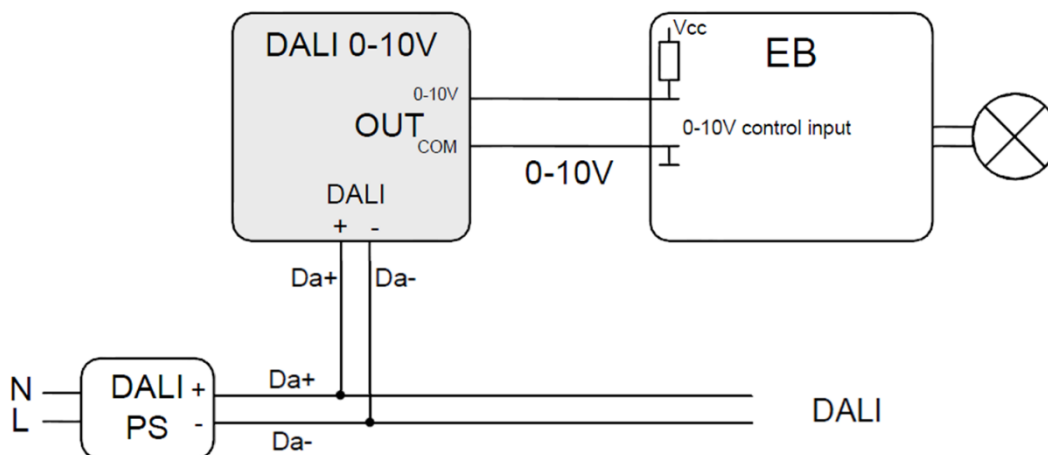 DALI 0-10V
0-10V
OUT
COM
DALI
+ -
Vcc
EB
0-10V control input
0-10V
Da+ Da-
N
L
DALI +
PS -
Da+
Da-
DALI